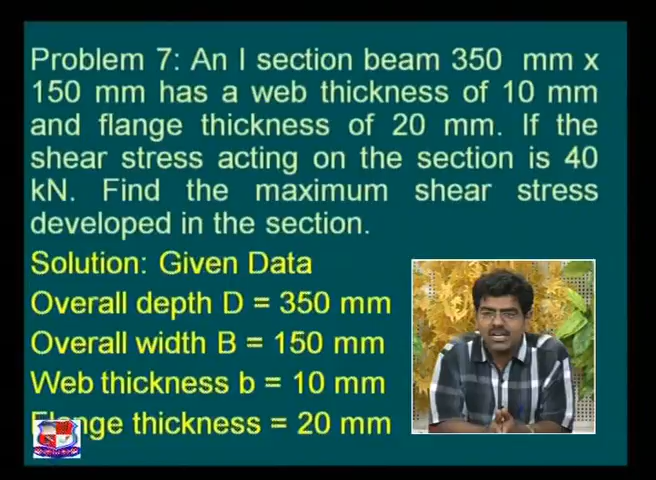 Problem 7: An I section beam 350 mm x
150 mm has a web thickness of 10 mm
and flange thickness of 20 mm. If the
shear stress acting on the section is 40
kN. Find the maximum shear stress
developed in the section.
Solution: Given Data
Overall depth D = 350 mm
Overall width B = 150 mm
Web thickness b = 10 mm
Flange thickness = 20 mm